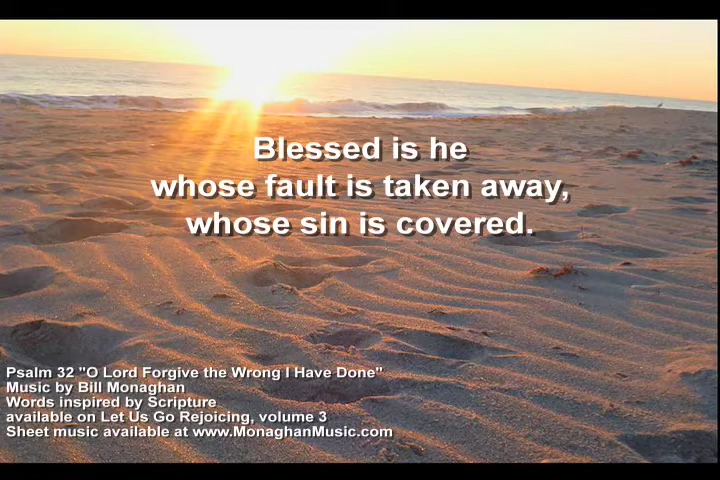 Blessed is he
whose fault is taken away,
whose sin is covered.
Psalm 32 "O Lord Forgive the Wrong I Have Done"
Music by Bill Monaghan
Words inspired by Scripture
available on Let Us Go Rejoicing, volume 3
Sheet music available at www.MonaghanMusic.com